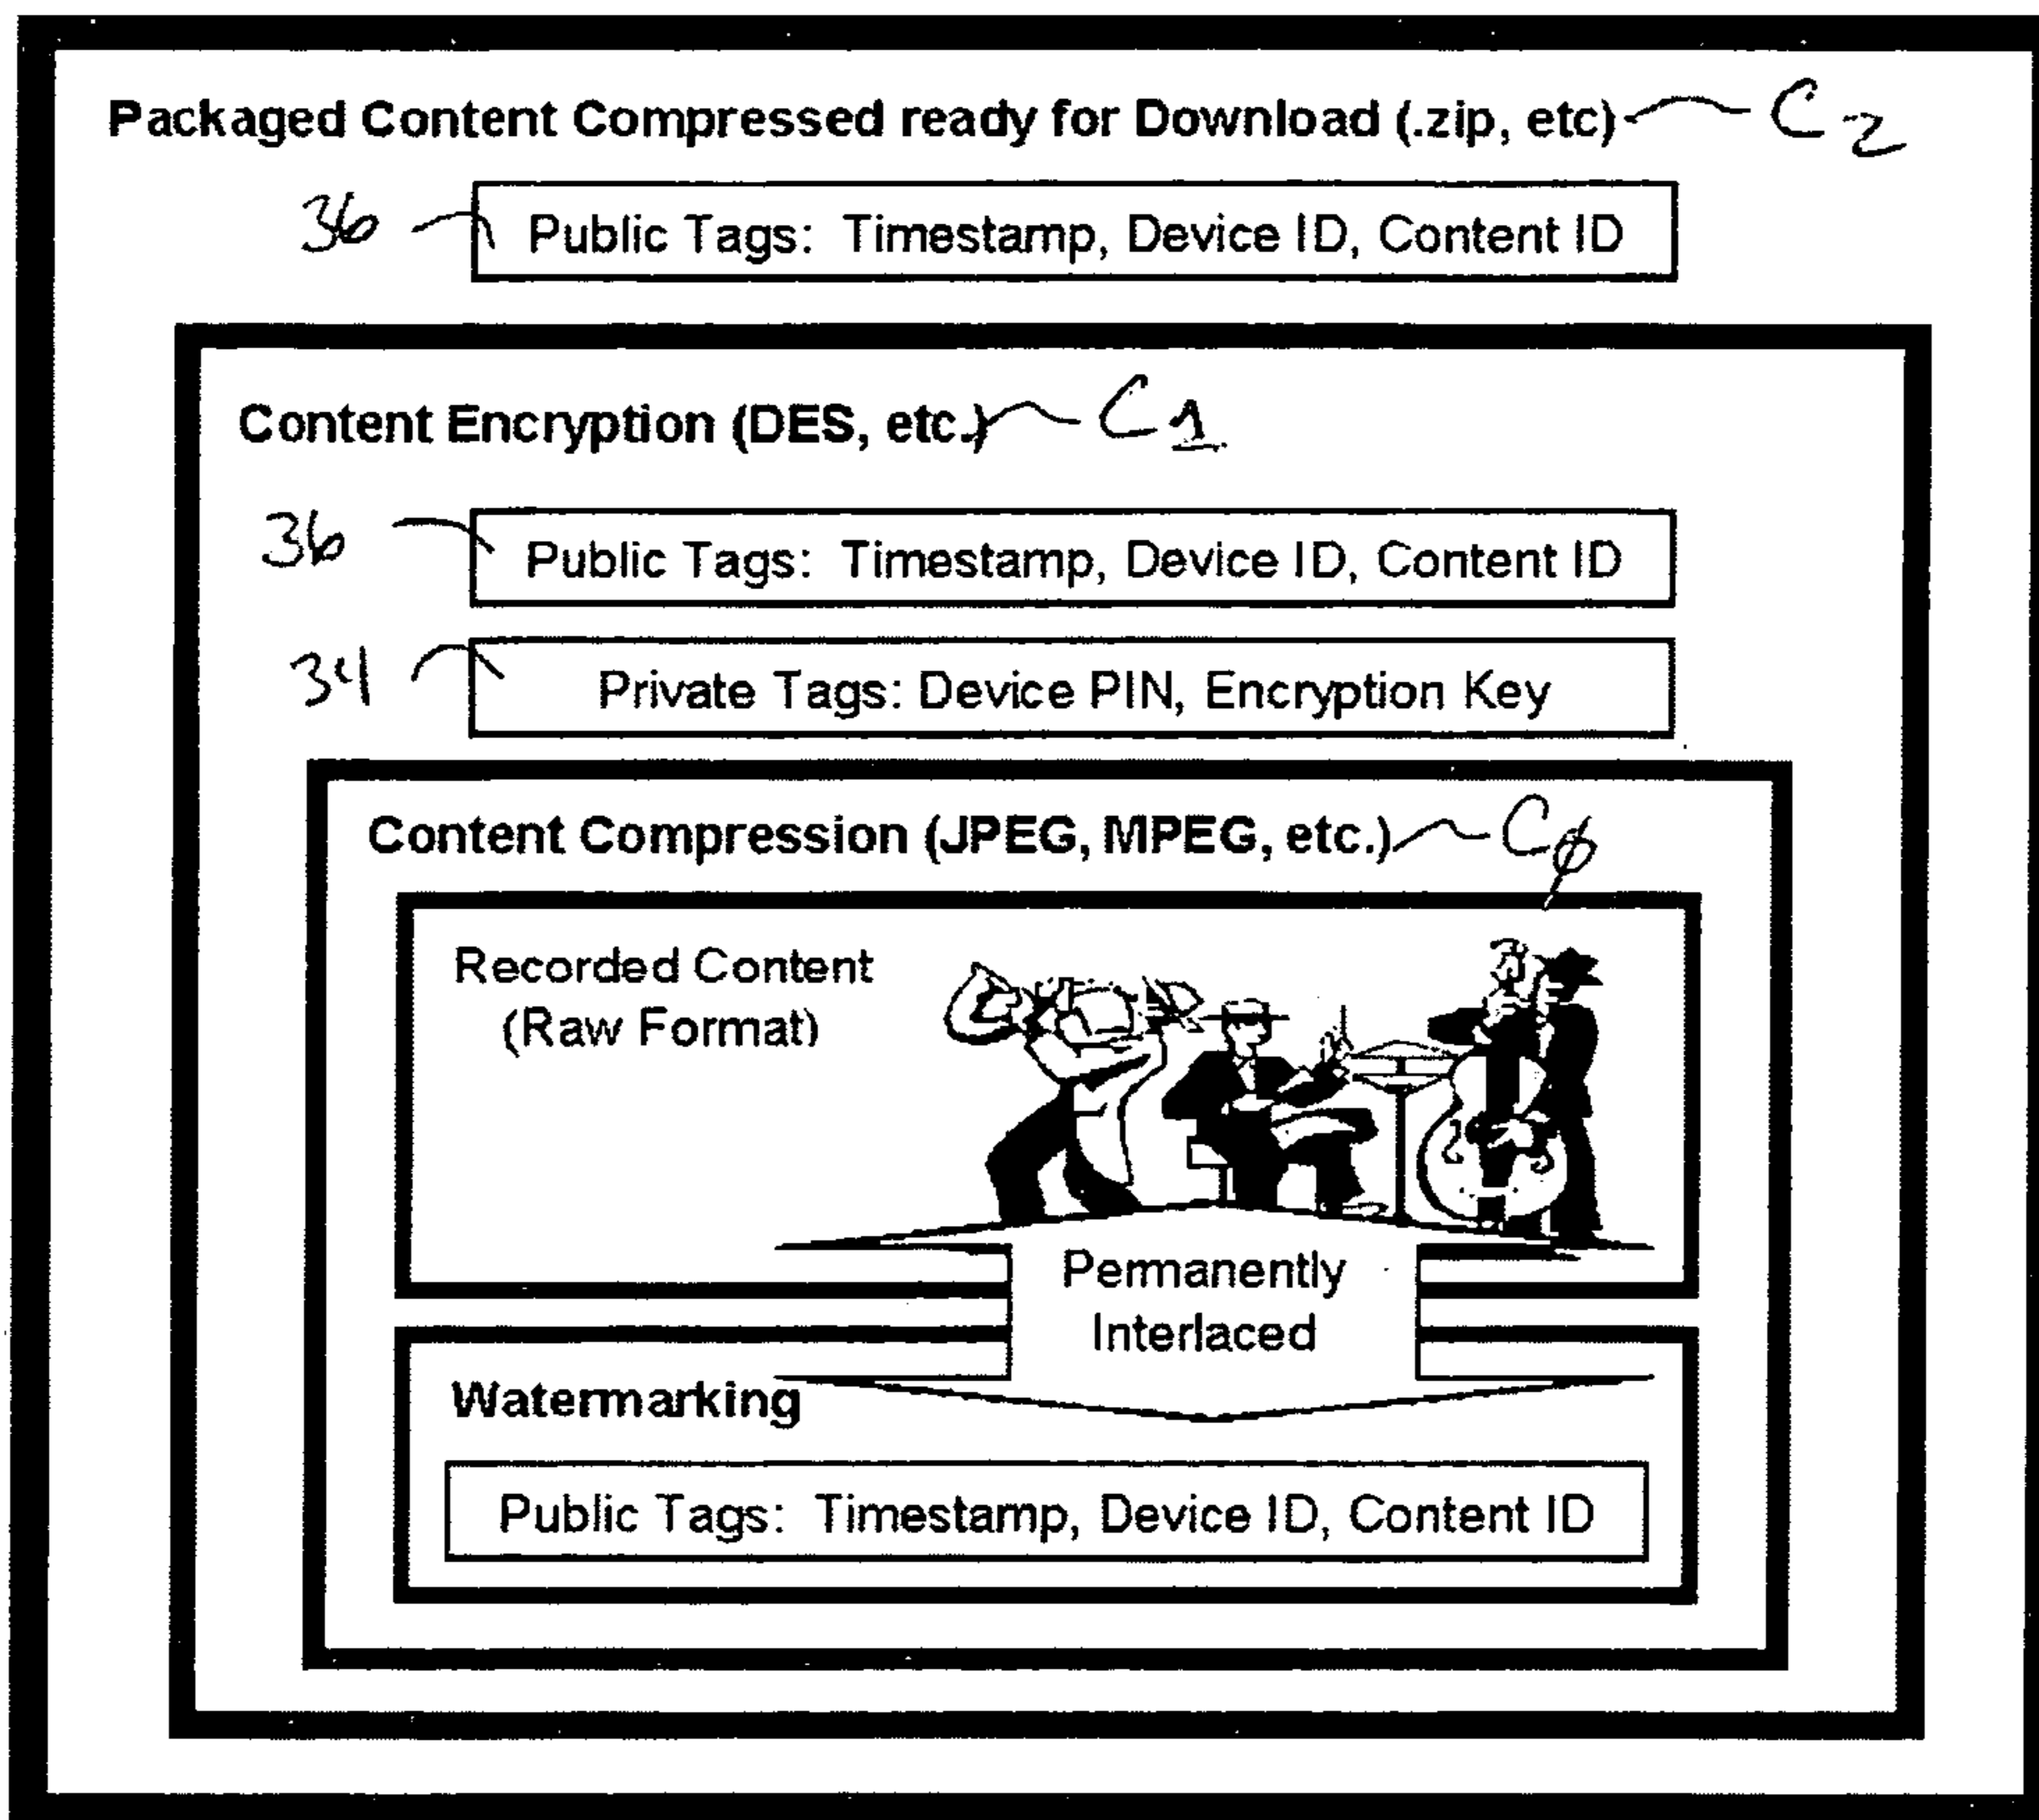 Packaged Content Compressed ready for Download (.zip, etc) C2
36 Public Tags: Timestamp, Device ID, Content ID
Content Encryption (DES, etc.) C1
36 Public Tags: Timestamp, Device ID, Content ID
34 Private Tags: Device PIN, Encryption Key
Content Compression (JPEG, MPEG, etc.) C∅
Recorded Content
(Raw Format)
Permanently
Interlaced
Watermarking
Public Tags: Timestamp, Device ID, Content ID